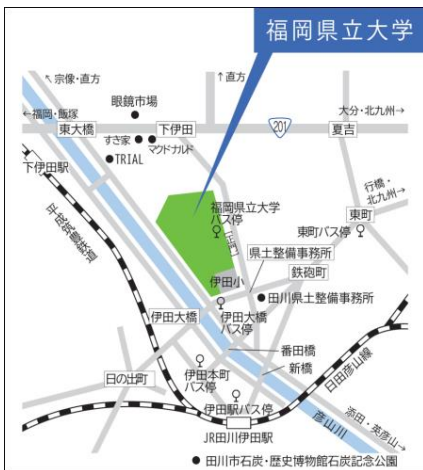 福岡県立大学
↖宗像・直方
↑直方
眼鏡市場
←福岡・飯塚
大分・北九州→
東大橋
下伊田
201
夏吉
すき家
マクドナルド
TRIAL
下伊田駅
行橋・
北九州→
福岡県立大学
バス停
東町
東町バス停
平成筑豊鉄道
県土整備事務所
伊田小
鉄砲町
田川県土整備事務所
伊田大橋
伊田大橋
バス停
番田橋
伊田本町
バス停
新橋
日田彦山線
日の出町
伊田駅バス停
彦山川
添田・英彦山→
JR田川伊田駅
田川市石炭・歴史博物館石炭記念公園